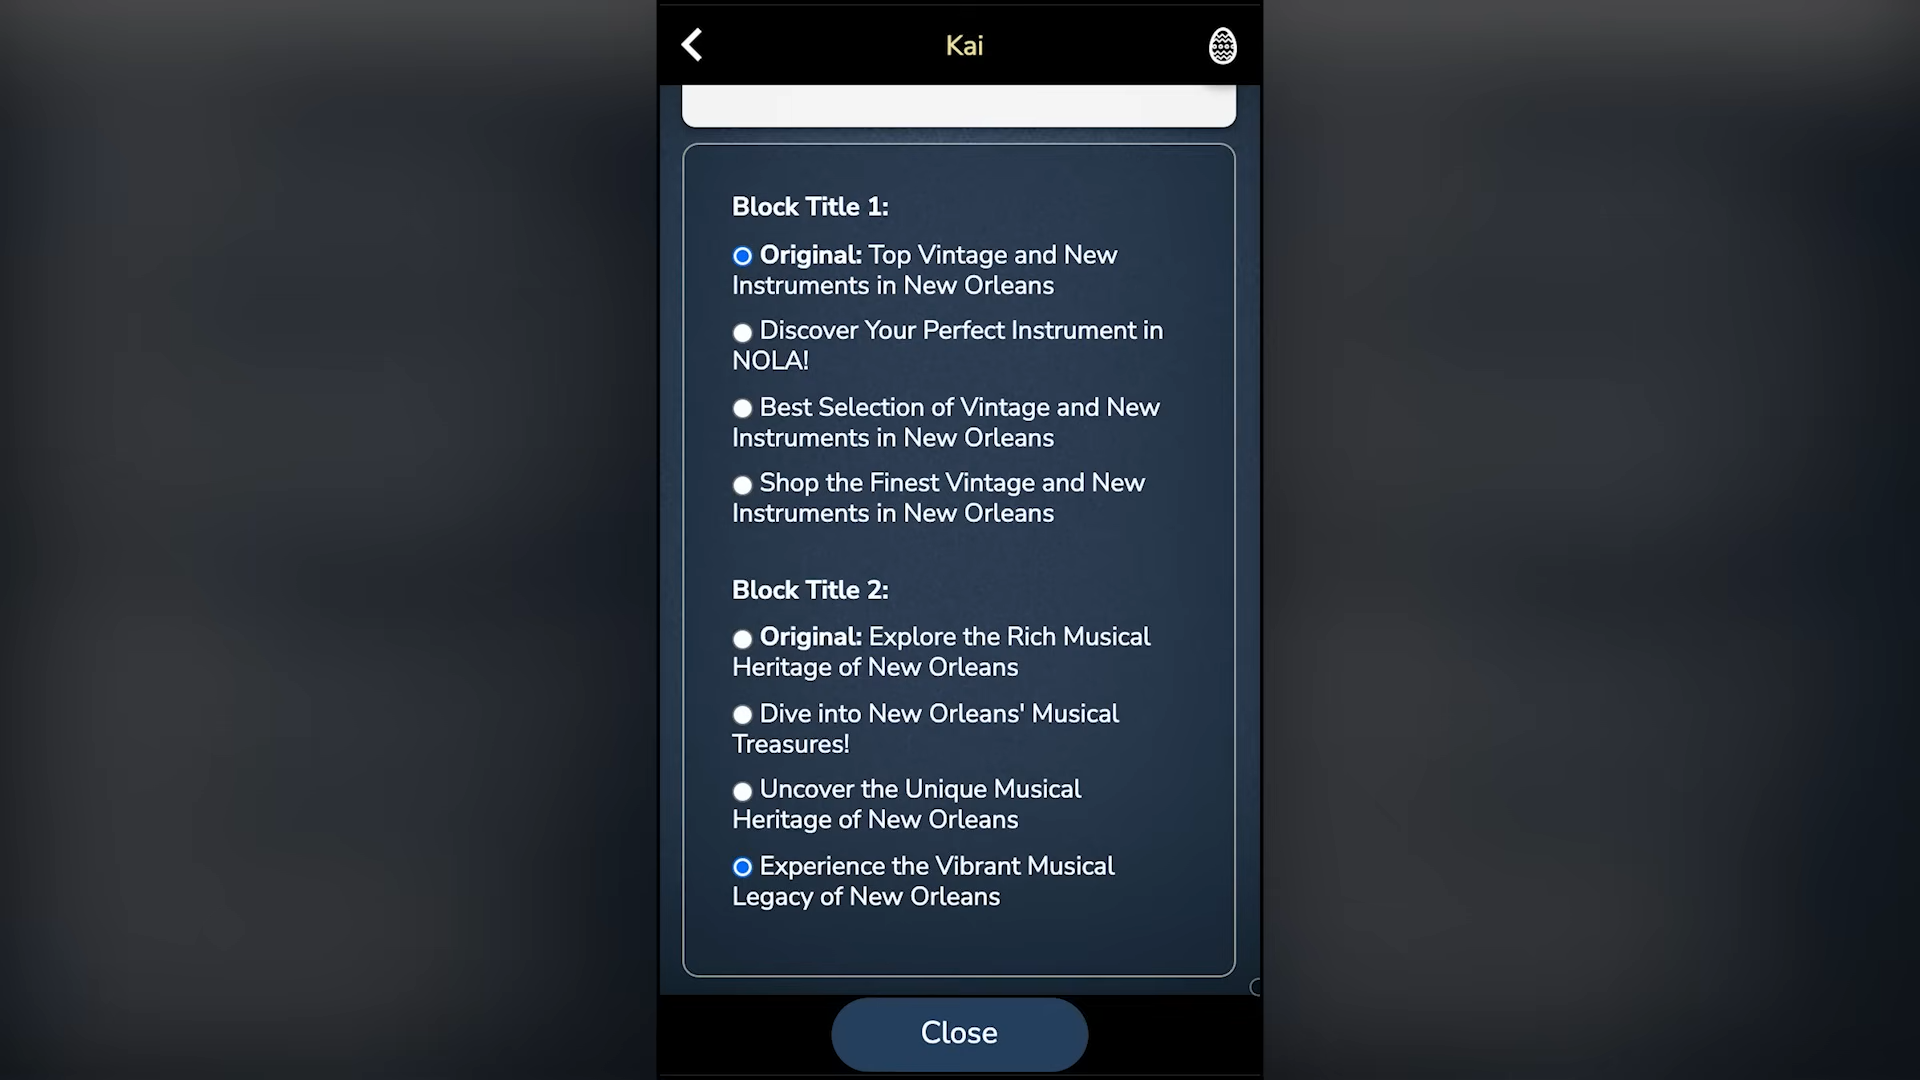 Kai
Block Title 1:
Original: Top Vintage and New
Instruments in New Orleans
Discover Your Perfect Instrument in
NOLA!
Best Selection of Vintage and New
Instruments in New Orleans
Shop the Finest Vintage and New
Instruments in New Orleans
Block Title 2:
Original: Explore the Rich Musical
Heritage of New Orleans
Dive into New Orleans' Musical
Treasures!
Uncover the Unique Musical
Heritage of New Orleans
Experience the Vibrant Musical
Legacy of New Orleans
Close